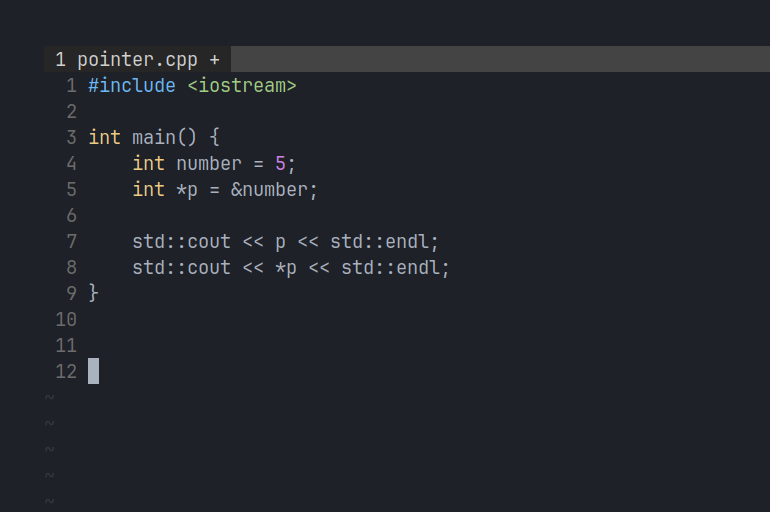 1 pointer.cpp +
1 #include <iostream>
2
3 int main() {
4     int number = 5;
5     int *p = &number;
6
7     std::cout << p << std::endl;
8     std::cout << *p << std::endl;
9 }
10
11
12
~
~
~
~
~